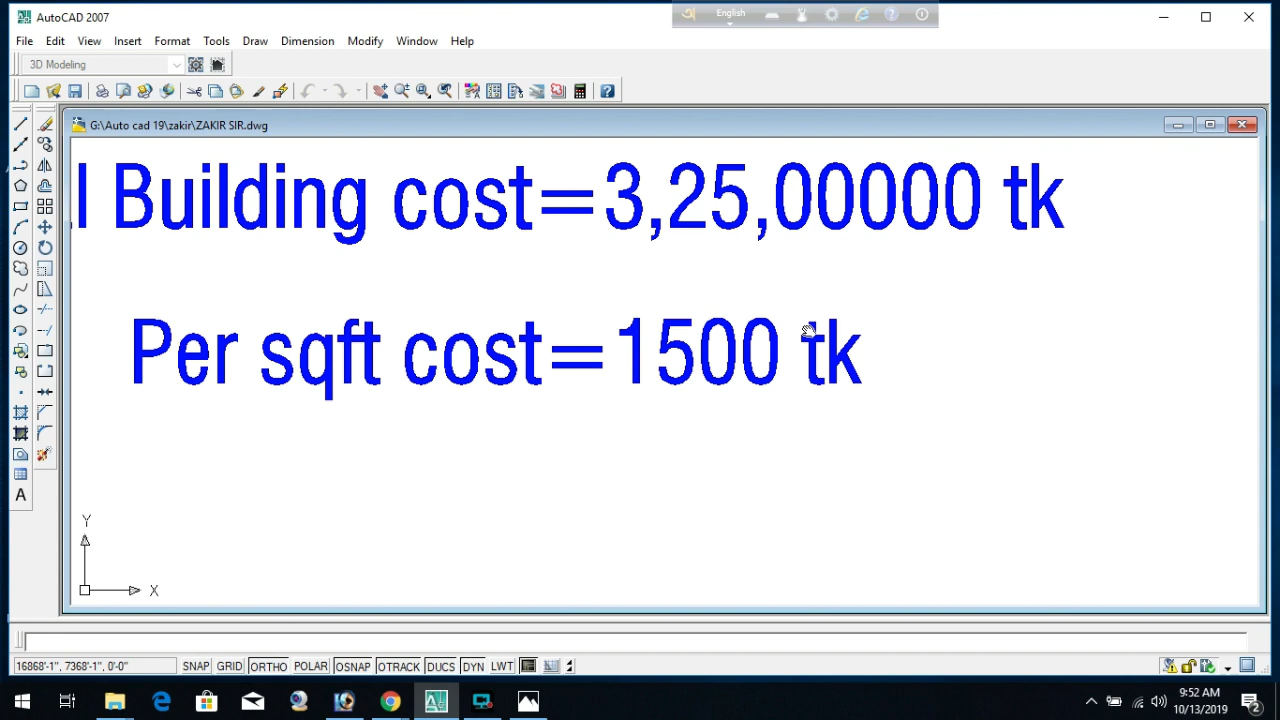 AutoCAD 2007
English
File Edit View Insert Format Tools Draw Dimension Modify Window Help
3D Modeling
G:\Auto cad 19\zakir\ZAKIR SIR.dwg
l Building cost=3,25,00000 tk
Per sqft cost=1500 tk
Y
X
A
16868'-1", 7368'-1", 0'-0" SNAP GRID ORTHO POLAR OSNAP OTRACK DUCS DYN LWT
9:52 AM
10/13/2019
2